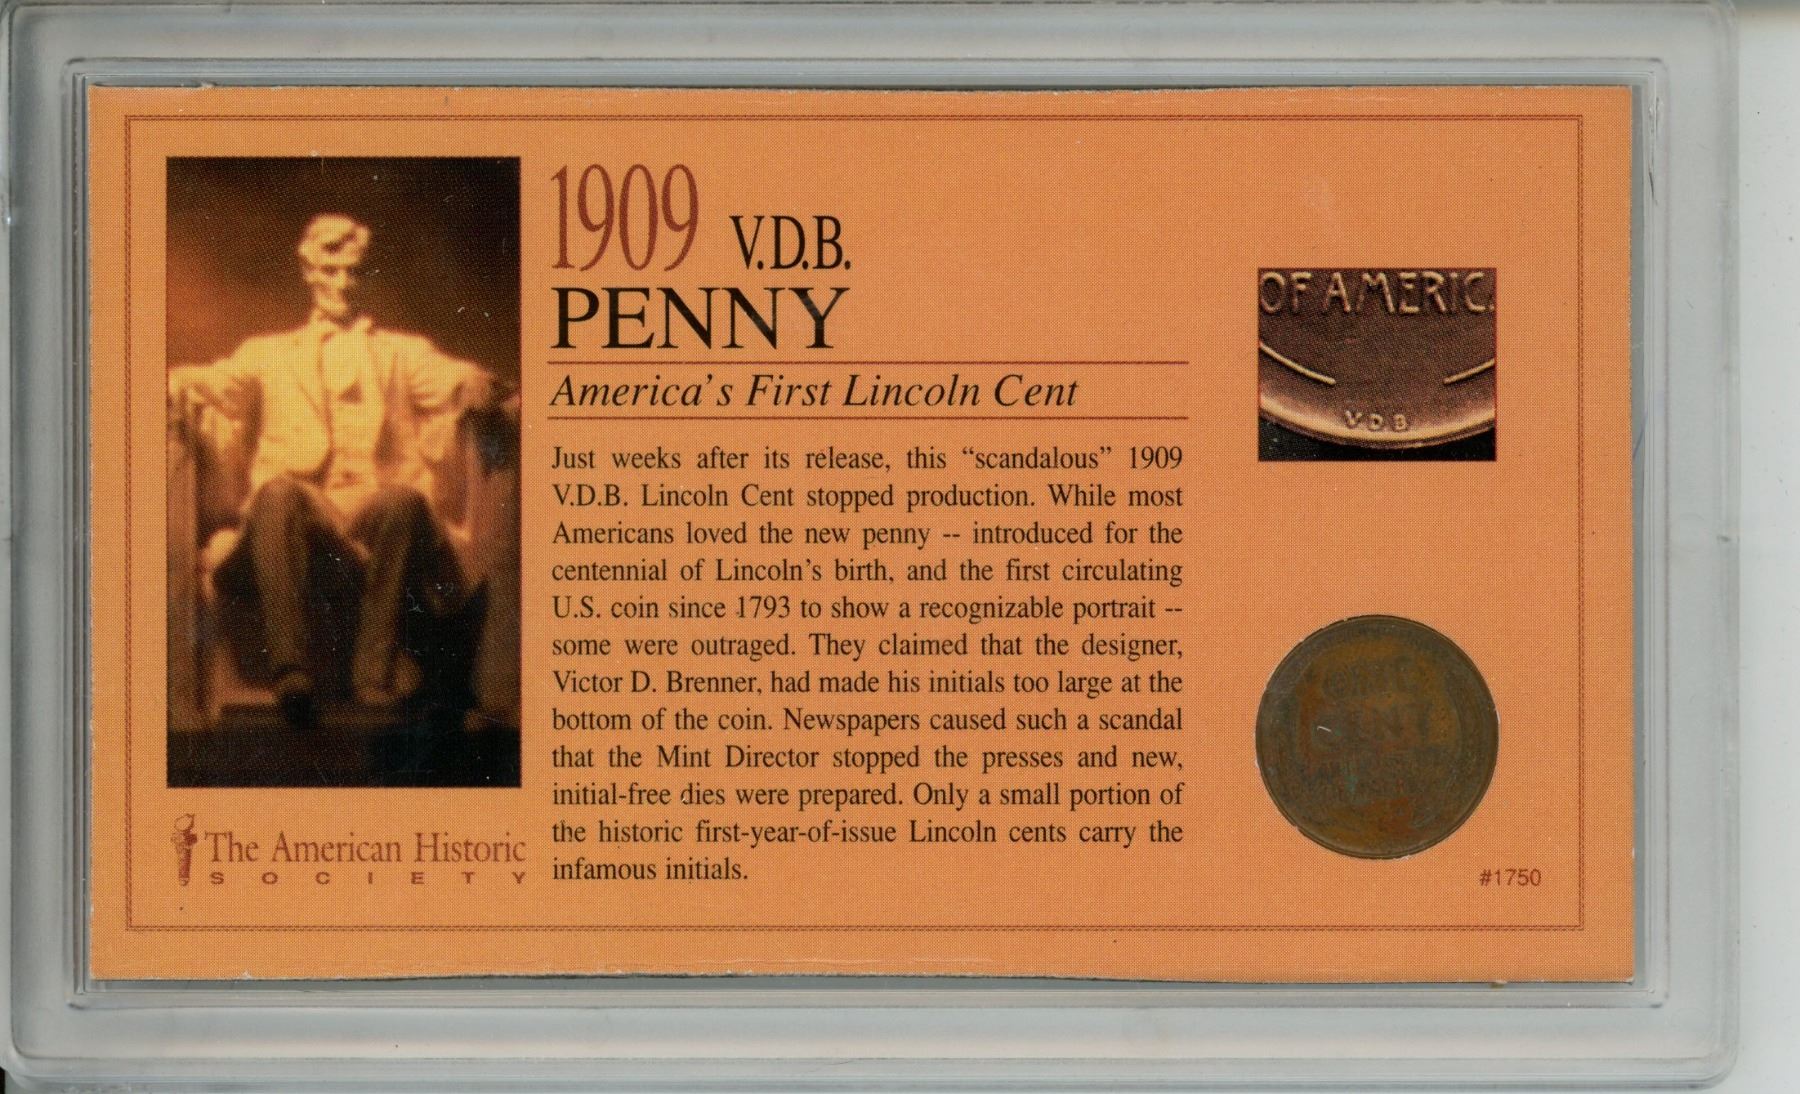 1909 V.D.B.
PENNY
America's First Lincoln Cent
Just weeks after its release, this “scandalous” 1909
V.D.B. Lincoln Cent stopped production. While most
Americans loved the new penny -- introduced for the
centennial of Lincoln's birth, and the first circulating
U.S. coin since 1793 to show a recognizable portrait --
some were outraged. They claimed that the designer,
Victor D. Brenner, had made his initials too large at the
bottom of the coin. Newspapers caused such a scandal
that the Mint Director stopped the presses and new,
initial-free dies were prepared. Only a small portion of
the historic first-year-of-issue Lincoln cents carry the
infamous initials.
The American Historic
SOCIETY
OF AMERICA
VDB
ONE
CENT
#1750